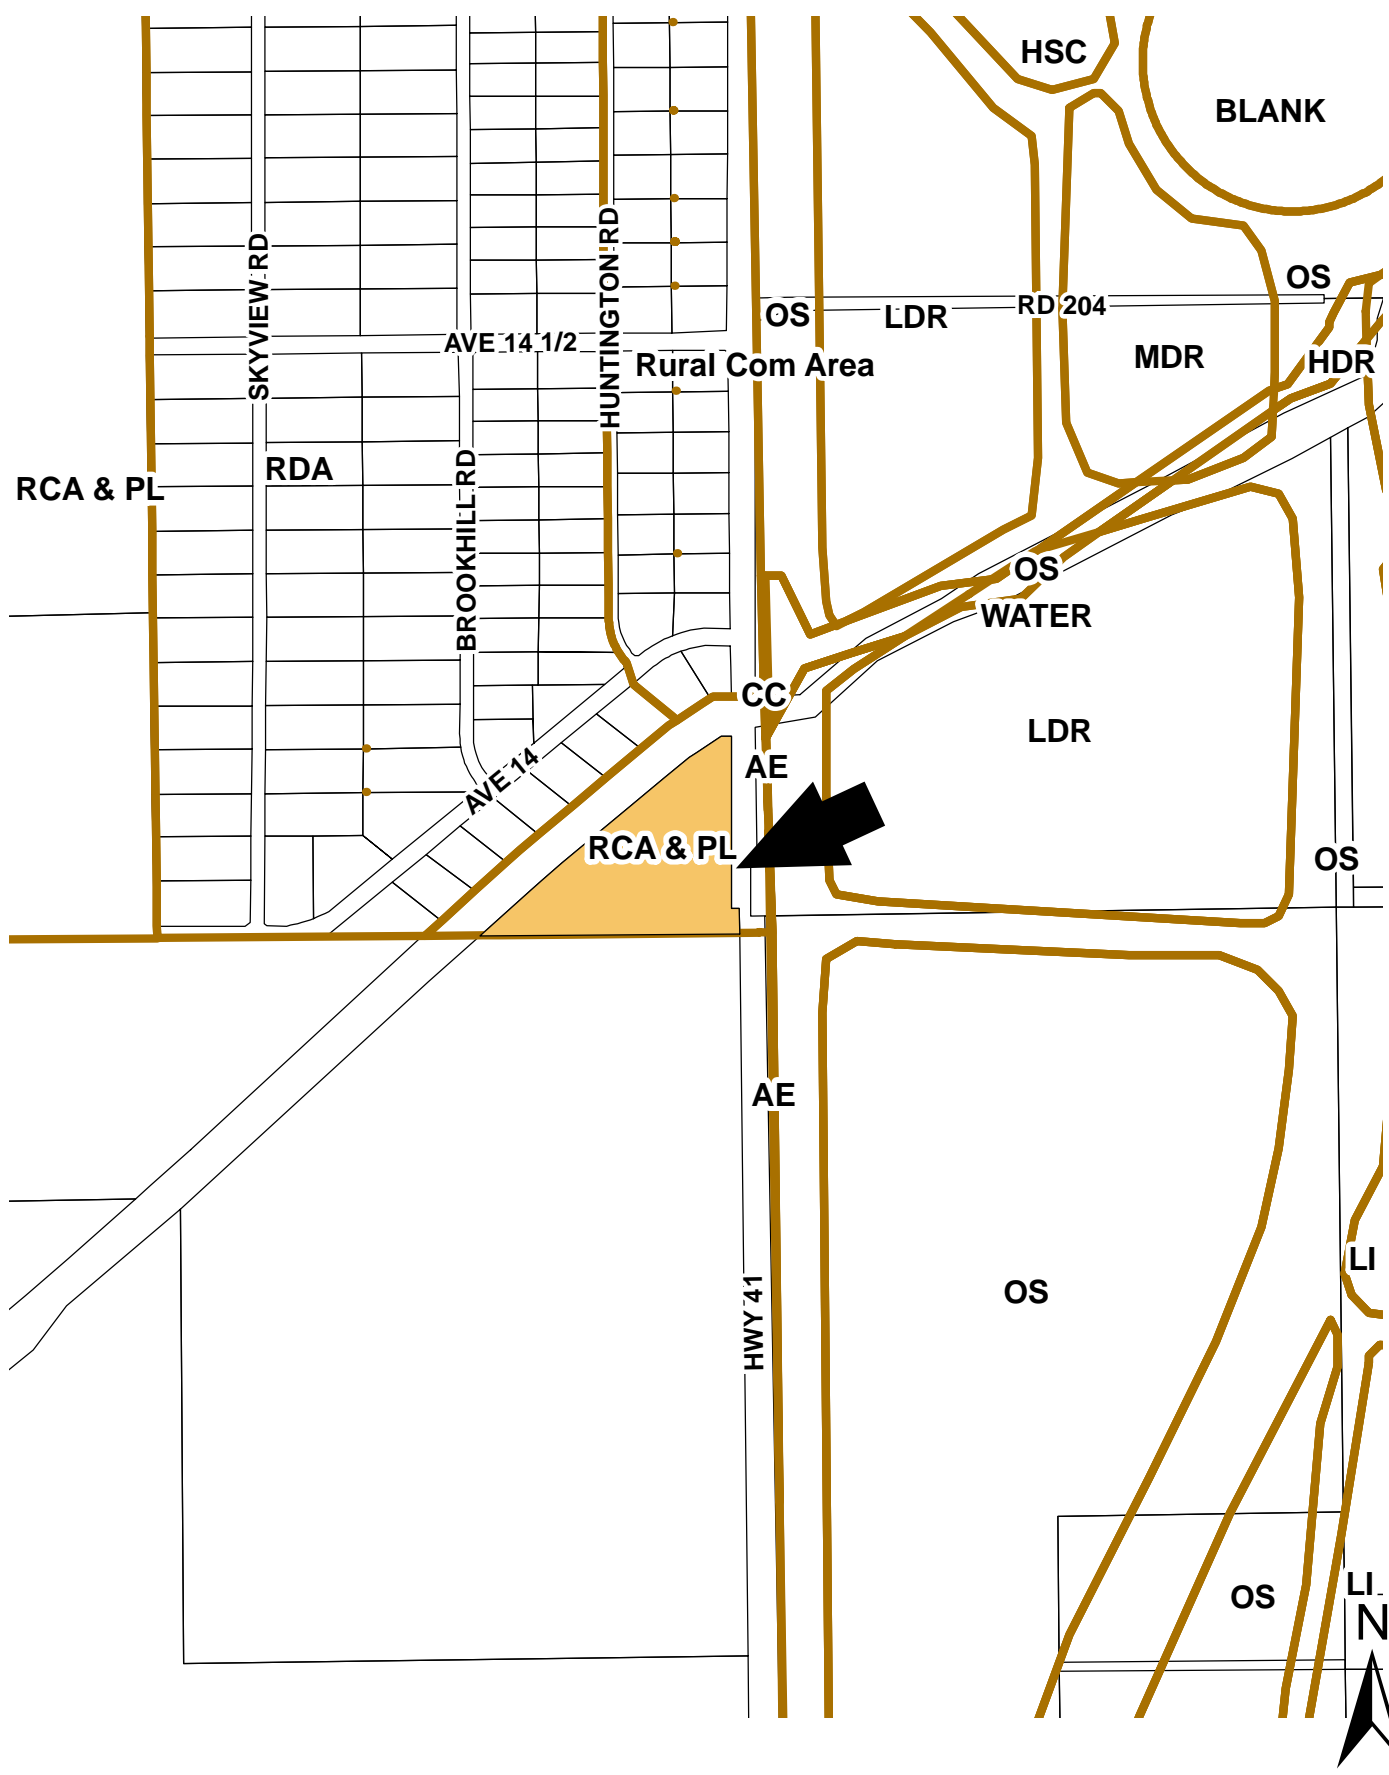 HSC
BLANK
SKYVIEW RD
HUNTINGTON RD
OS
RD 204
OS
LDR
AVE 14 1/2
MDR
HDR
Rural Com Area
RDA
RCA & PL
BROOKHILL RD
OS
WATER
CC
LDR
AE
AVE 14
RCA & PL
OS
AE
LI
OS
HWY 41
LI
OS
N